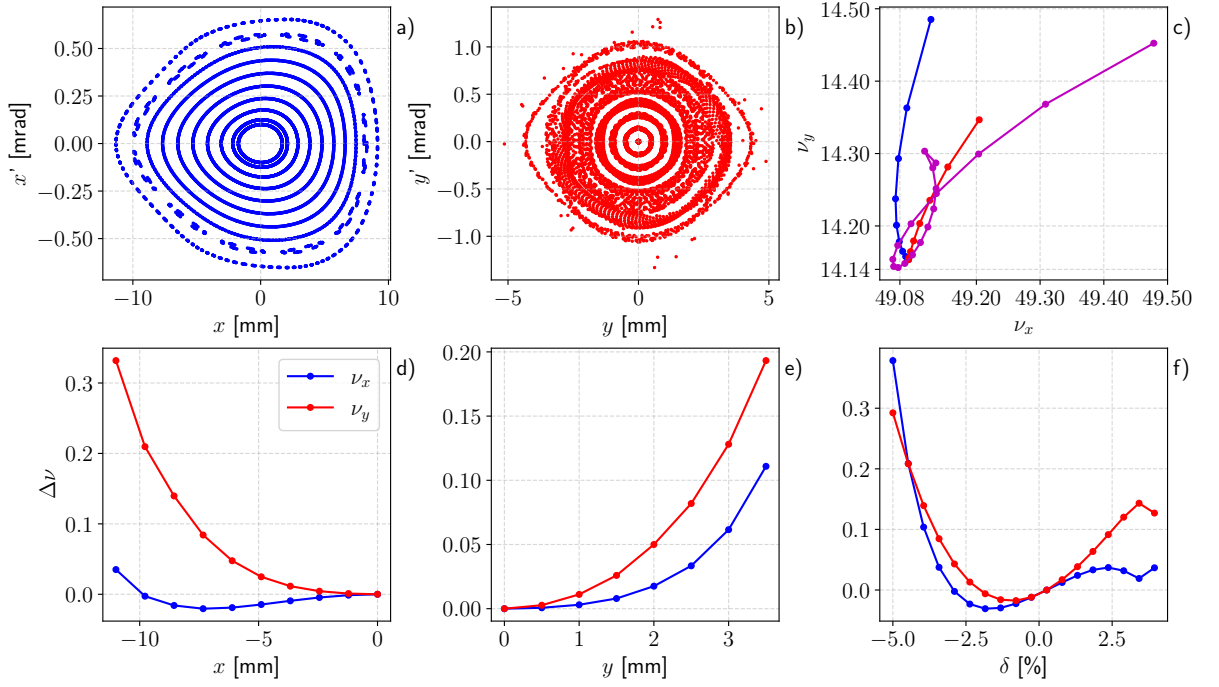 a)
0.50
0.25
0.00
−0.25
−0.50
x' [mrad]
−10
0
10
x [mm]
b)
1.0
0.5
0.0
−0.5
−1.0
y' [mrad]
−5
0
5
y [mm]
c)
14.50
14.40
14.30
14.20
14.14
ν_y
49.08
49.20
49.30
49.40
49.50
ν_x
d)
0.3
0.2
0.1
0.0
Δν
ν_x
ν_y
−10
−5
0
x [mm]
e)
0.20
0.15
0.10
0.05
0.00
0
1
2
3
y [mm]
f)
0.3
0.2
0.1
0.0
−5.0
−2.5
0.0
2.5
δ [%]